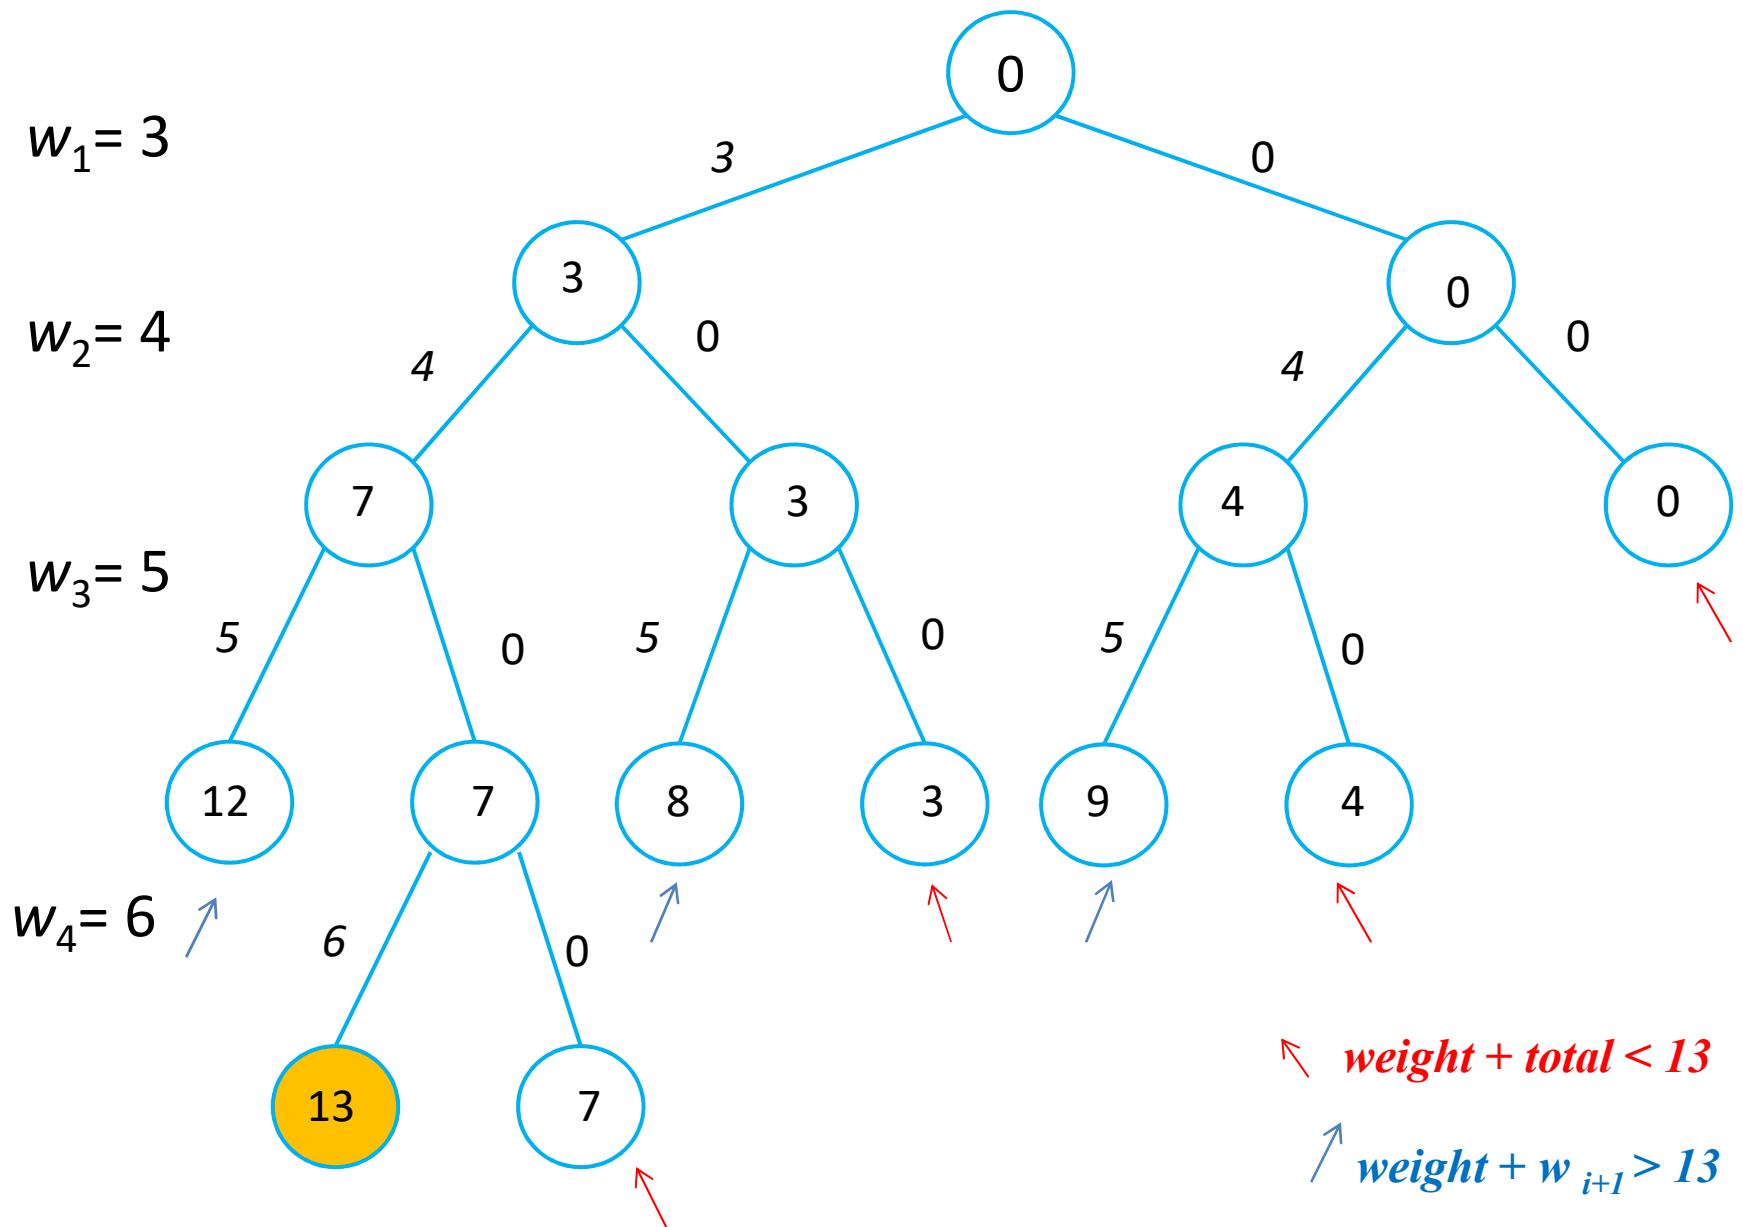 0
w1= 3
3 0
3 0
w2= 4
4 0 4 0
7 3 4 0
w3= 5
5 0 5 0 5 0
12 7 8 3 9 4
w4= 6
6 0
13 7
weight + total < 13
weight + w i+1 > 13